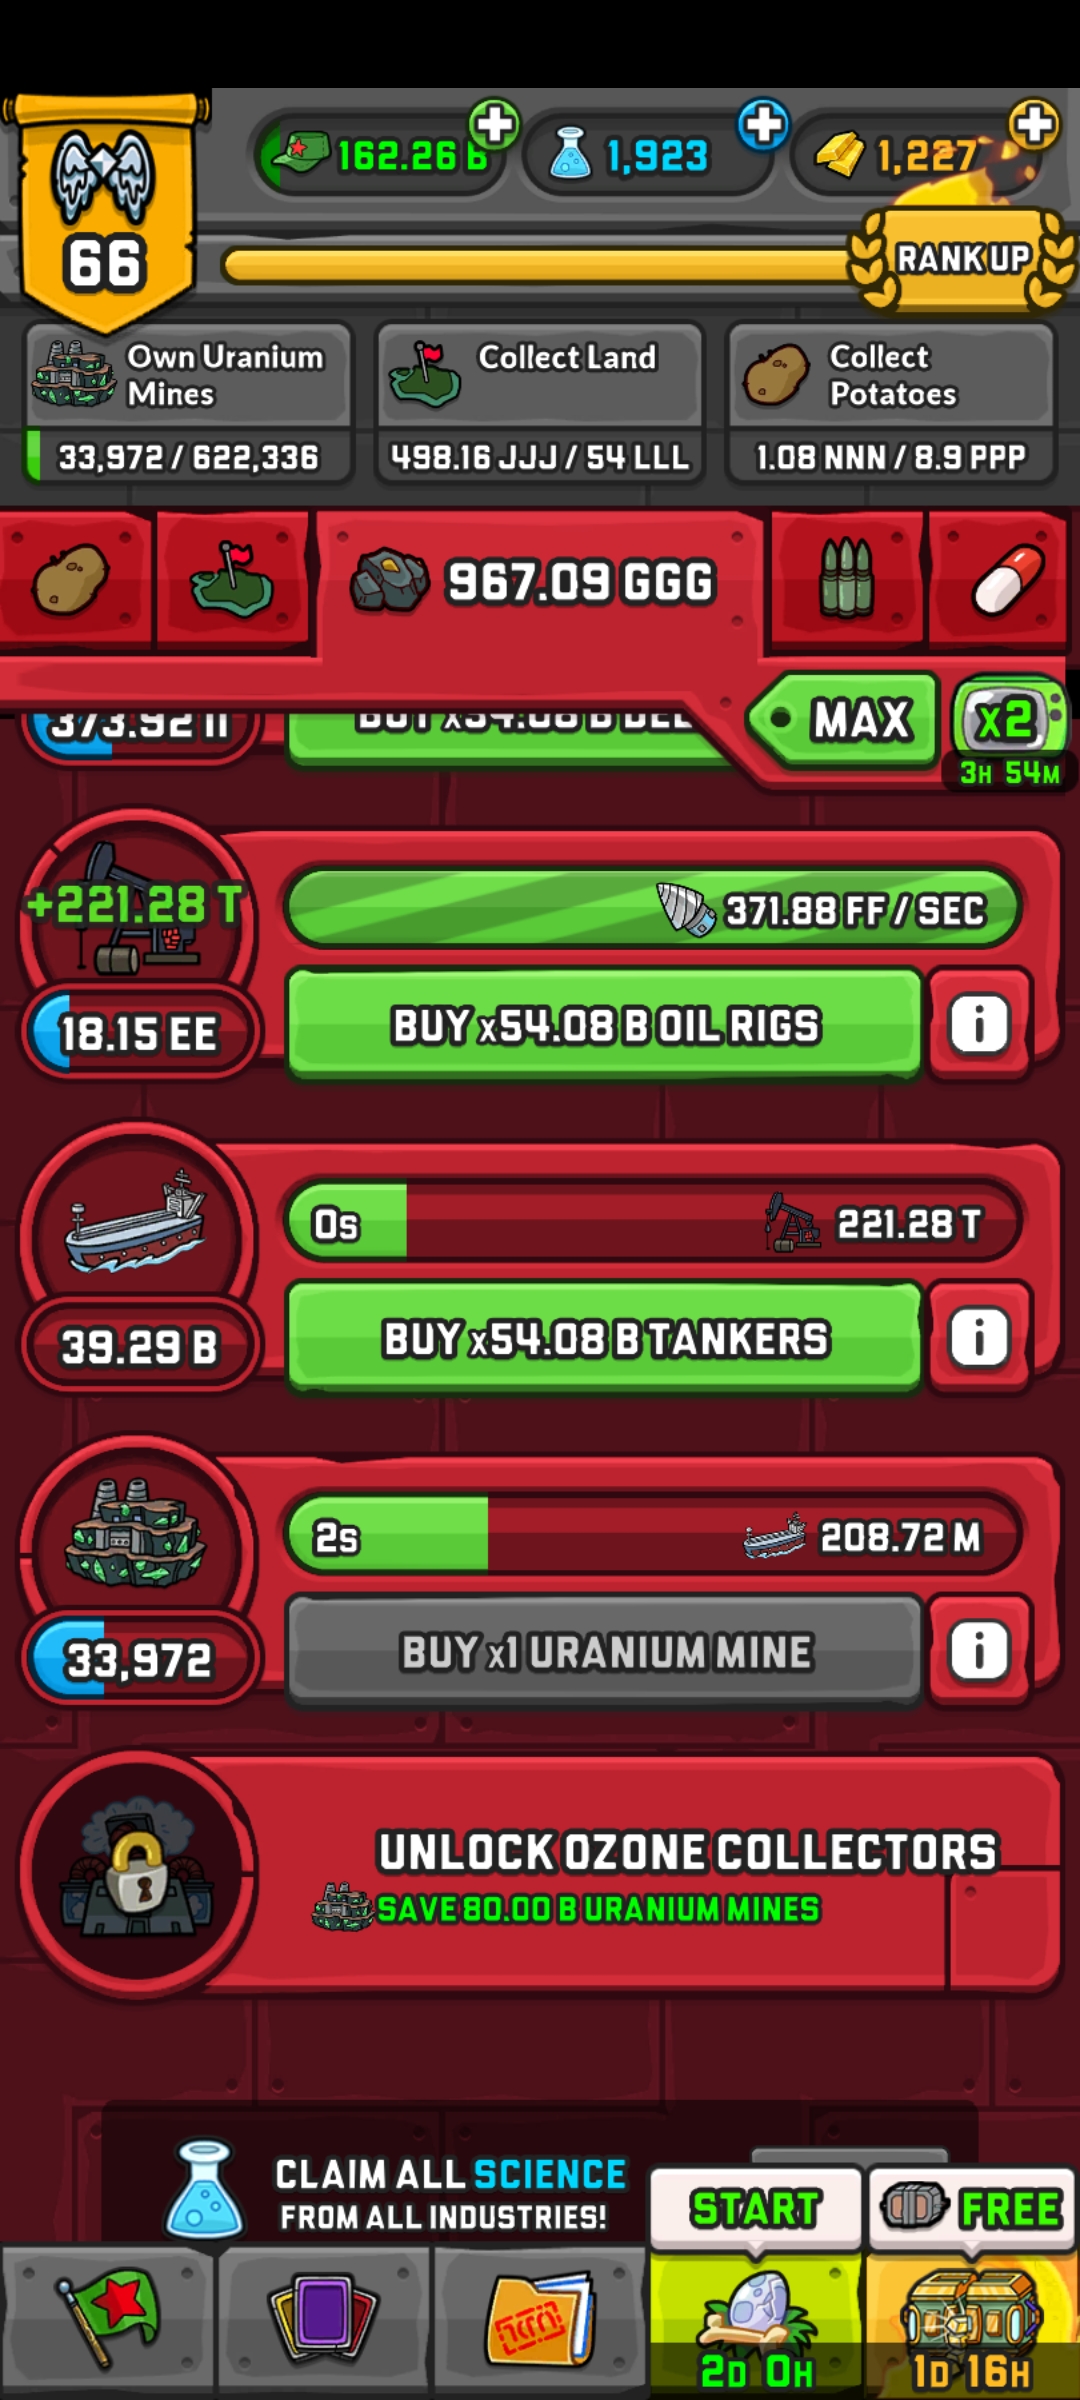 162.26 B
1,923
1,227
66
RANK UP
Own Uranium
Mines
33,972 / 622,336
Collect Land
498.16 JJJ / 54 LLL
Collect
Potatoes
1.08 NNN / 8.9 PPP
967.09 GGG
MAX
x2
3H 54M
+221.28 T
371.88 FF / SEC
18.15 EE
BUY x54.08 B OIL RIGS
i
0s
221.28 T
39.29 B
BUY x54.08 B TANKERS
i
2s
208.72 M
33,972
BUY x1 URANIUM MINE
i
UNLOCK OZONE COLLECTORS
SAVE 80.00 B URANIUM MINES
CLAIM ALL SCIENCE
FROM ALL INDUSTRIES!
START
FREE
2D 0H
1D 16H